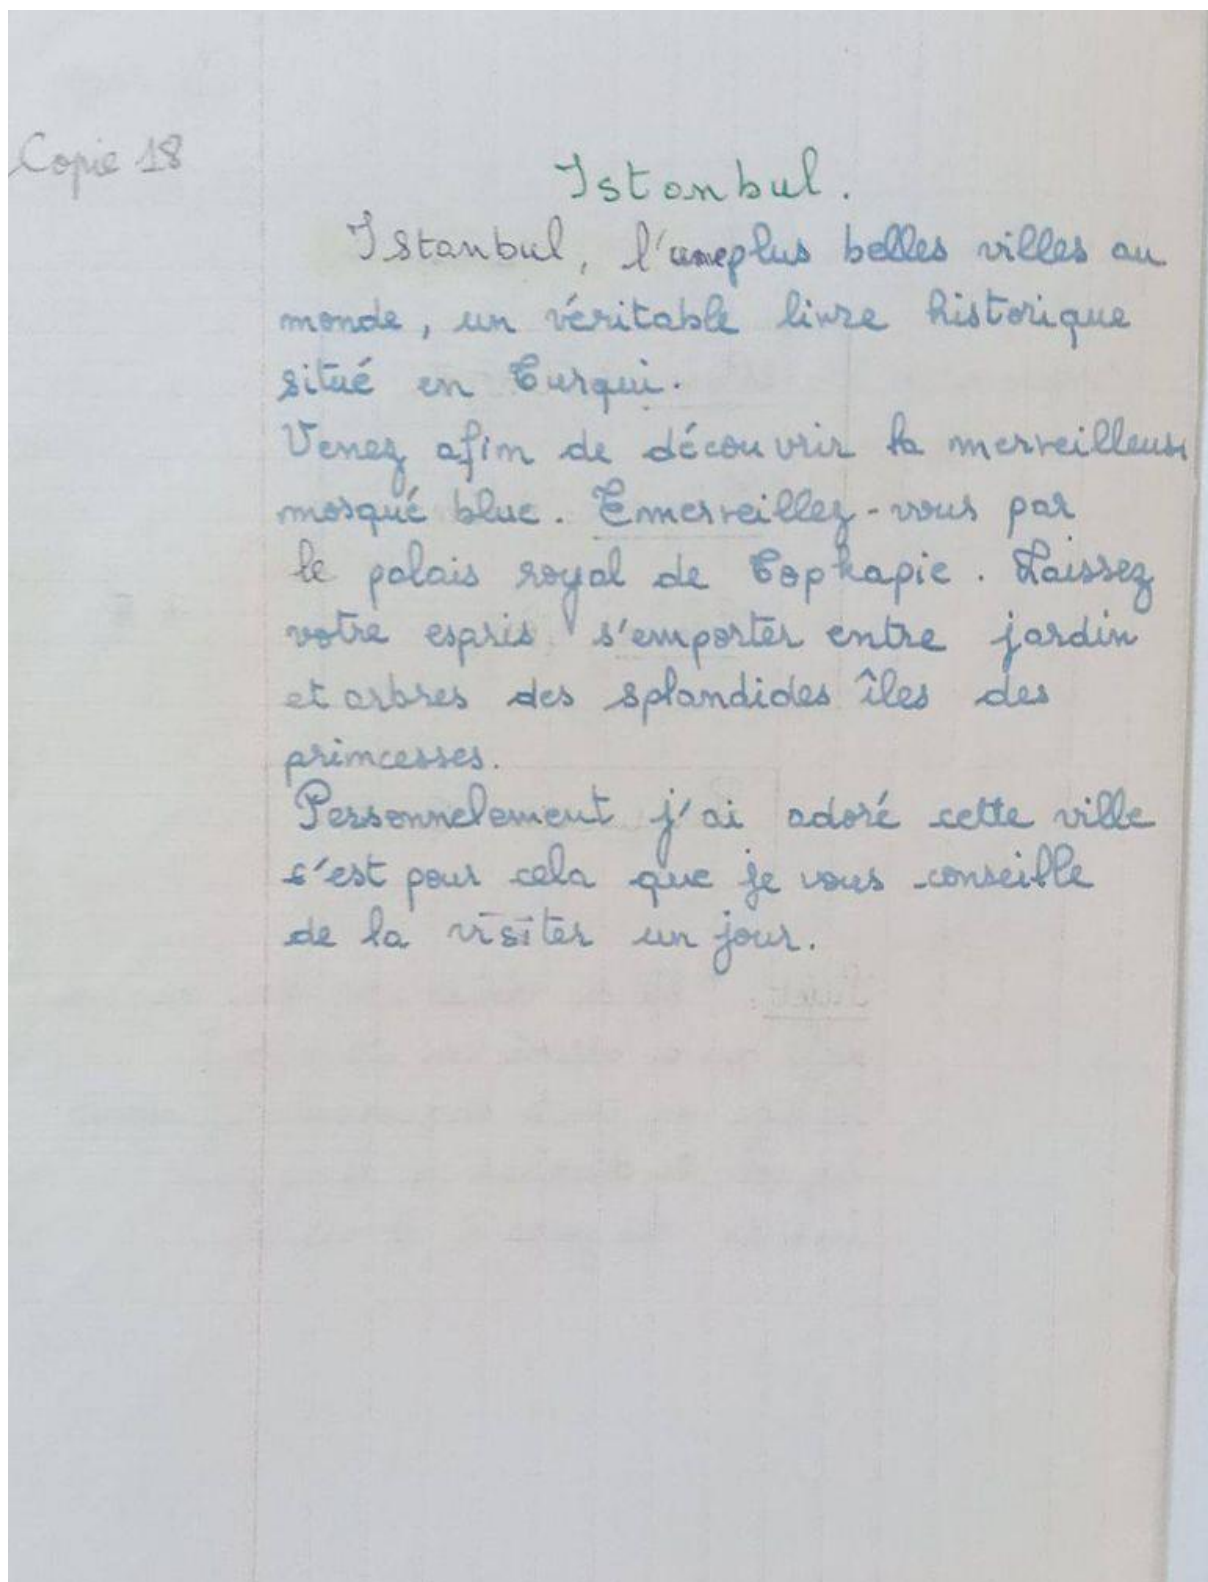 Copie 18
Istanbul.
Istanbul, l'une plus belles villes au
monde, un véritable livre historique
situé en Turqui.
Venez afin de découvrir la merveilleuse
mosqué blue. Emerveillez-vous par
le palais royal de Topkapie. Laissez
votre espris s'emporter entre jardin
et arbres des splandides îles des
princesses.
Personnelement j'ai adoré cette ville
c'est pour cela que je vous conseille
de la visiter un jour.